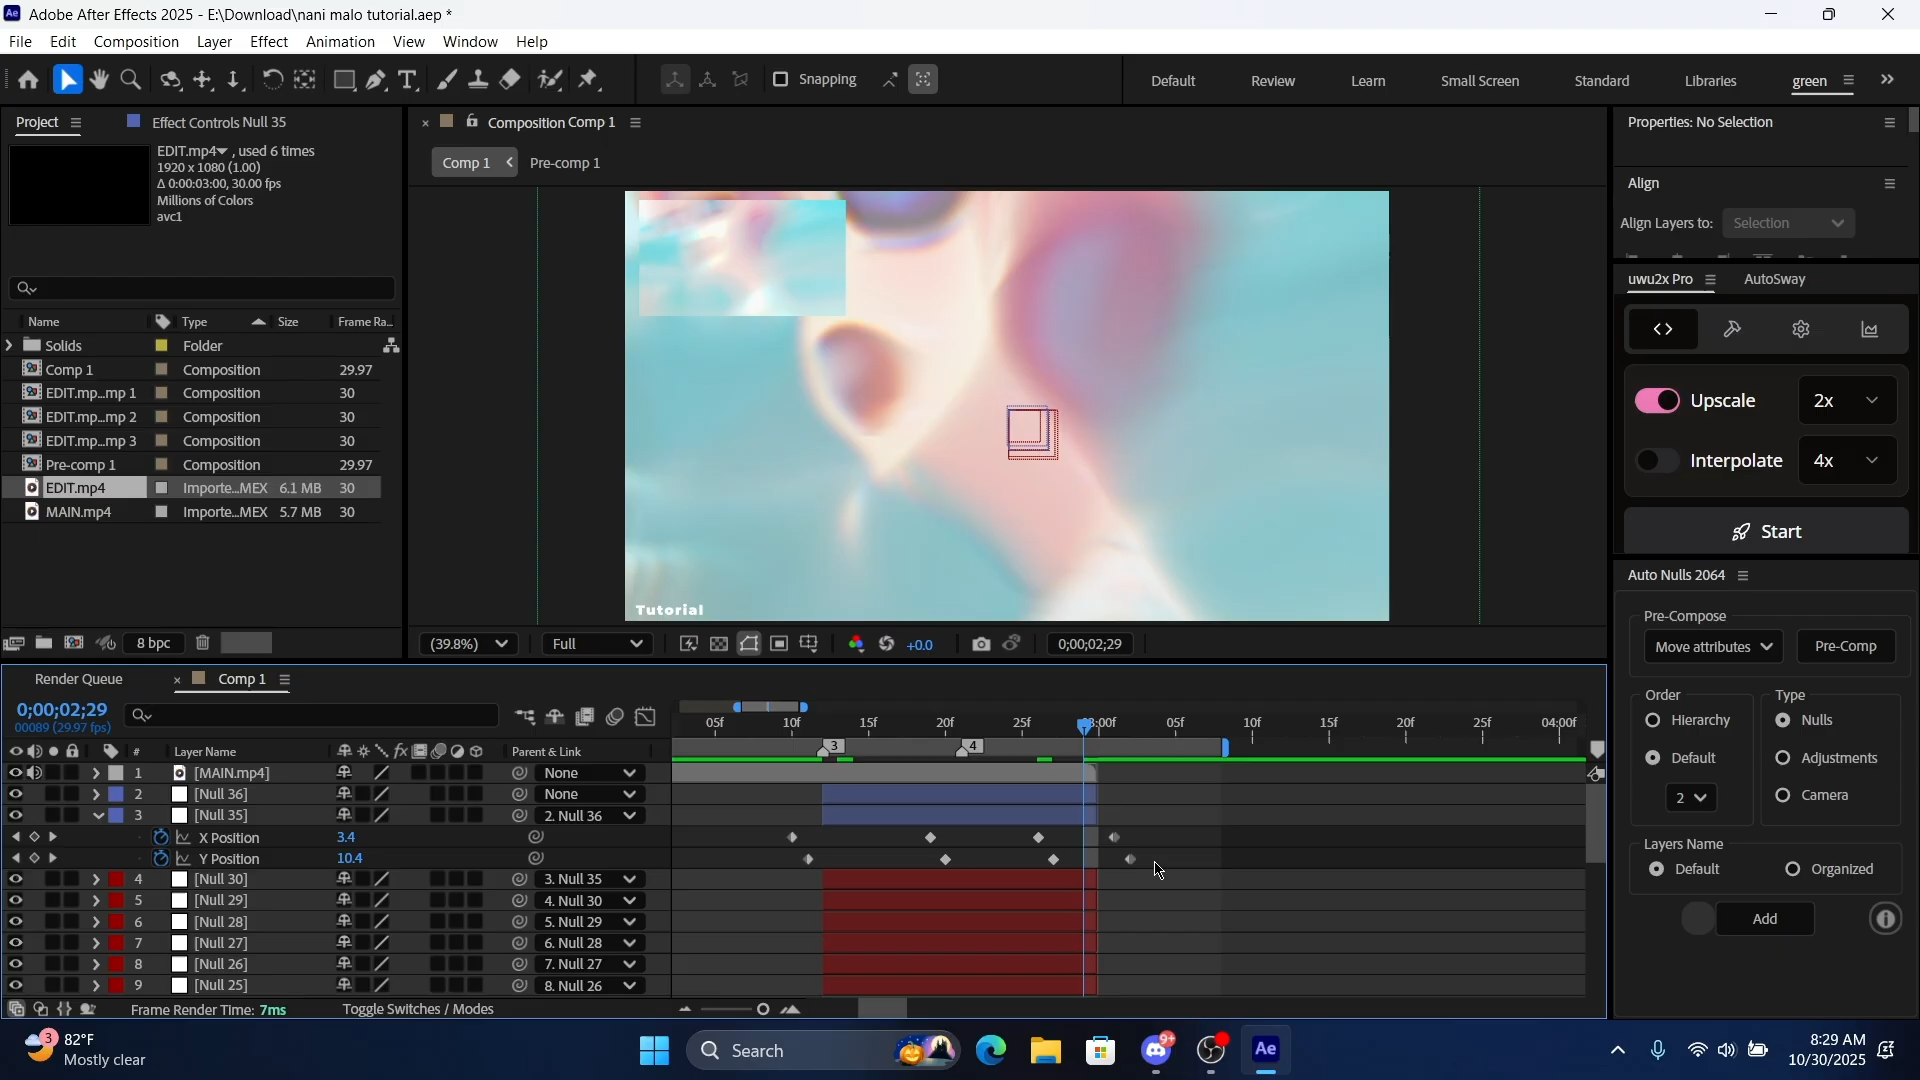 Adobe After Effects 2025 - E:\Download\nani malo tutorial.aep *
File Edit Composition Layer Effect Animation View Window Help
Snapping Default Review Learn Small Screen Standard Libraries green
Project Effect Controls Null 35
EDIT.mp4 , used 6 times
1920 x 1080 (1.00)
Δ 0:00:03:00, 30.00 fps
Millions of Colors
avc1
Name Type Size Frame Ra...
Solids Folder
Comp 1 Composition 29.97
EDIT.mp...mp 1 Composition 30
EDIT.mp...mp 2 Composition 30
EDIT.mp...mp 3 Composition 30
Pre-comp 1 Composition 29.97
EDIT.mp4 Importe...MEX 6.1 MB 30
MAIN.mp4 Importe...MEX 5.7 MB 30
8 bpc
Composition Comp 1
Comp 1 Pre-comp 1
Tutorial
(39.8%) Full +0.0 0;00;02;29
Properties: No Selection
Align
Align Layers to: Selection
uwu2x Pro AutoSway
Upscale 2x
Interpolate 4x
Start
Auto Nulls 2064
Pre-Compose
Move attributes Pre-Comp
Order Type
Hierarchy Nulls
Default Adjustments
2 Camera
Layers Name
Default Organized
Add
Render Queue Comp 1
0;00;02;29
00089 (29.97 fps)
05f 10f 15f 20f 25f 03:00f 05f 10f 15f 20f 25f 04:00f
# Layer Name Parent & Link
3 4
1 [MAIN.mp4] None
2 [Null 36] None
3 [Null 35] 2. Null 36
X Position 3.4
Y Position 10.4
4 [Null 30] 3. Null 35
5 [Null 29] 4. Null 30
6 [Null 28] 5. Null 29
7 [Null 27] 6. Null 28
8 [Null 26] 7. Null 27
9 [Null 25] 8. Null 26
Frame Render Time: 7ms Toggle Switches / Modes
3
82°F
Mostly clear
Search
9+
Ae
8:29 AM
10/30/2025